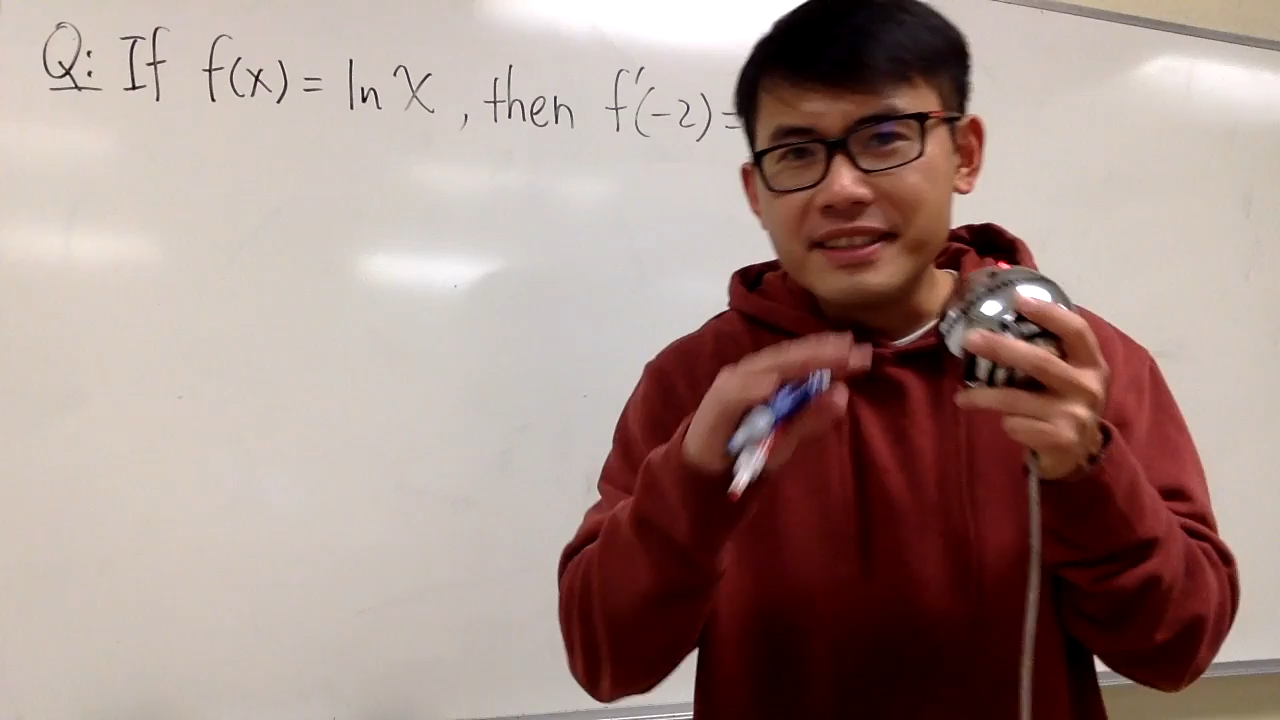 Q: If f(x) = ln x , then f'(-2) =